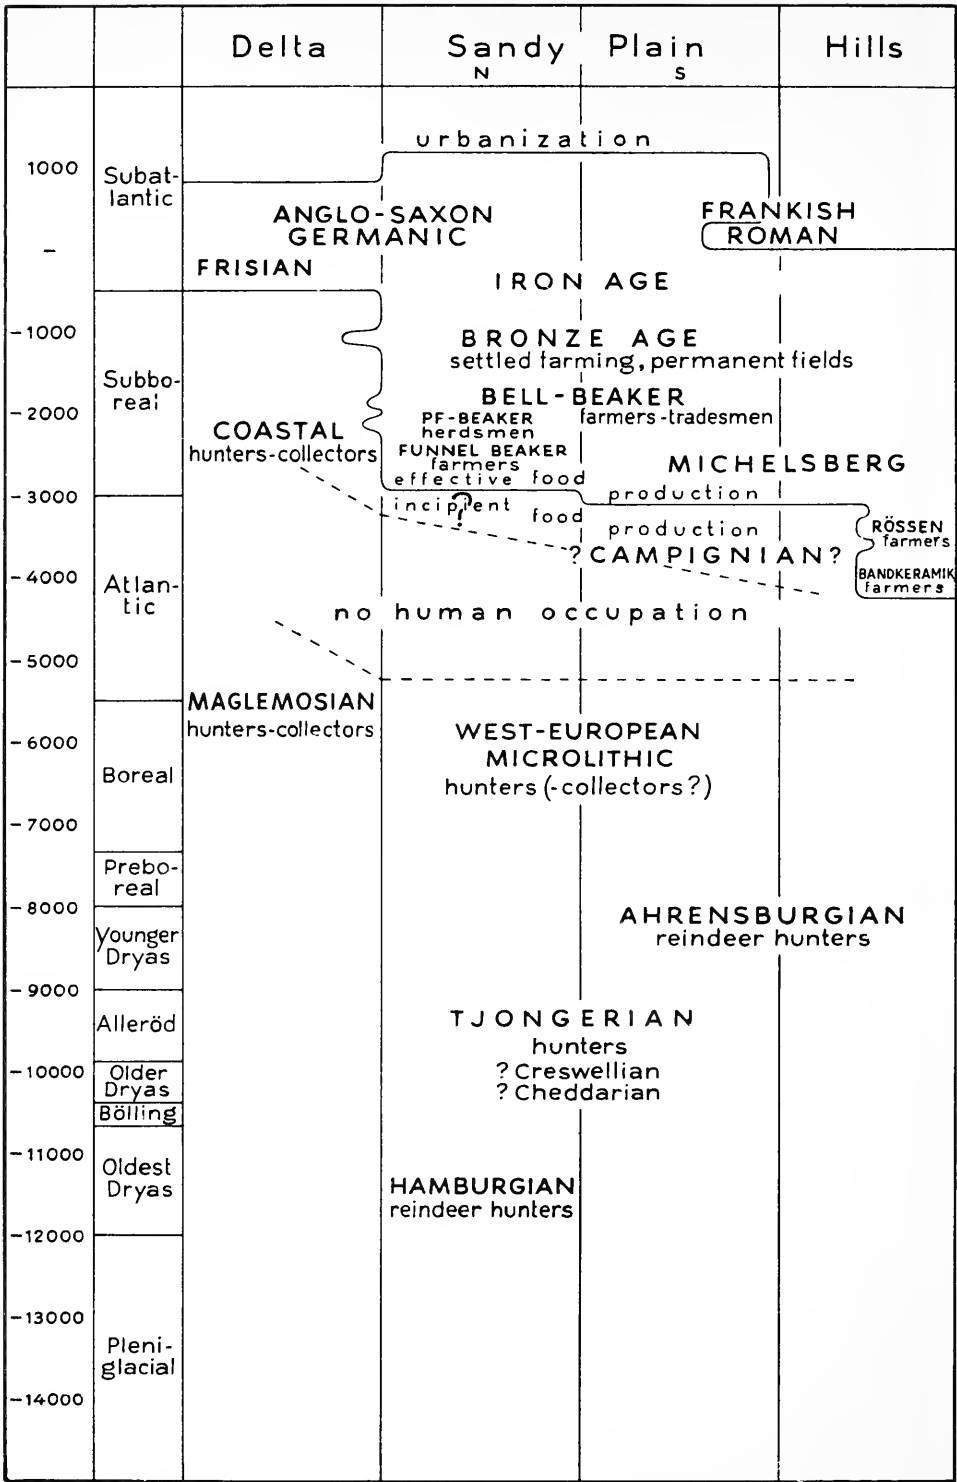 Delta
Sandy Plain
Hills
N
S
urbanization
1000
Subat-
lantic
ANGLO-SAXON
GERMANIC
FRANKISH
ROMAN
–
FRISIAN
IRON AGE
-1000
BRONZE AGE
settled farming, permanent fields
Subbo-
real
-2000
BELL-BEAKER
PF-BEAKER
herdsmen
farmers-tradesmen
COASTAL
hunters-collectors
FUNNEL BEAKER
farmers
MICHELSBERG
effective food production
-3000
incipient food production
?
RÖSSEN
farmers
?CAMPIGNIAN?
-4000
Atlan-
tic
BANDKERAMIK
farmers
no human occupation
-5000
MAGLEMOSIAN
hunters-collectors
WEST-EUROPEAN
MICROLITHIC
hunters (-collectors?)
-6000
Boreal
-7000
Prebo-
real
-8000
AHRENSBURGIAN
reindeer hunters
Younger
Dryas
-9000
Alleröd
TJONGERIAN
hunters
? Creswellian
? Cheddarian
-10000
Older
Dryas
Bölling
-11000
Oldest
Dryas
HAMBURGIAN
reindeer hunters
-12000
-13000
Pleni-
glacial
-14000